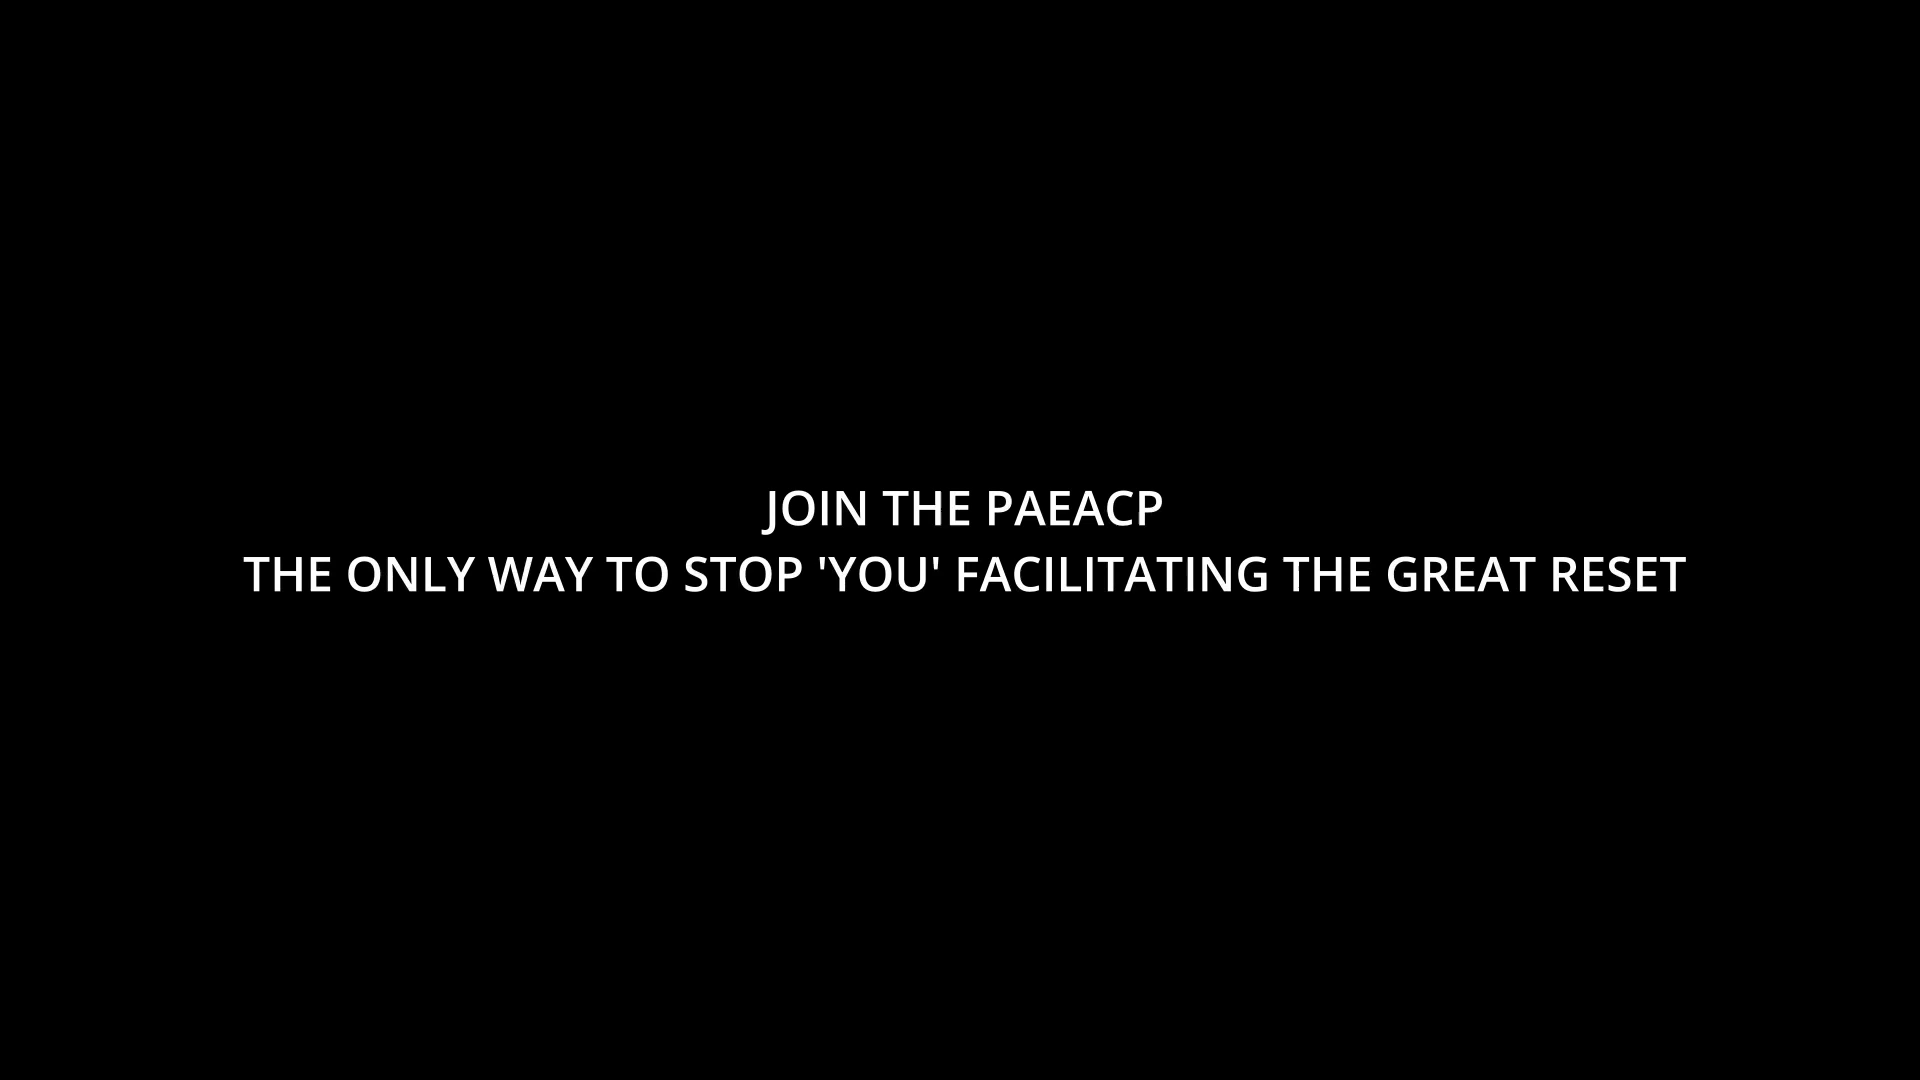 JOIN THE PAEACP
THE ONLY WAY TO STOP 'YOU' FACILITATING THE GREAT RESET